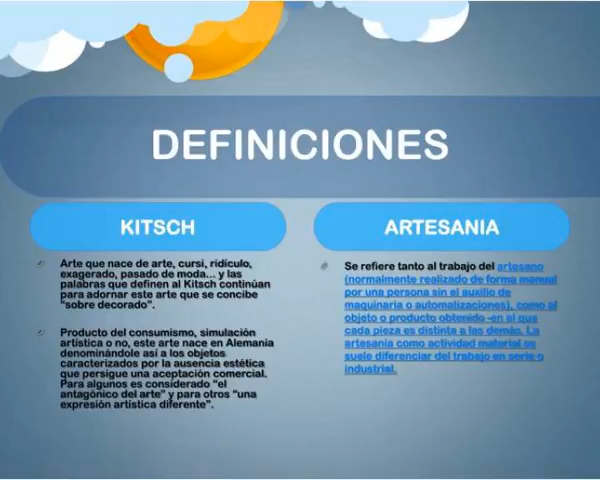 DEFINICIONES
KITSCH
Arte que nace de arte, cursi, ridículo,
exagerado, pasado de moda... y las
palabras que definen al Kitsch continúan
para adornar este arte que se concibe
"sobre decorado".
Producto del consumismo, simulación
artística o no, este arte nace en Alemania
denominándole así a los objetos
caracterizados por la ausencia estética
que persigue una aceptación comercial.
Para algunos es considerado "el
antagónico del arte" y para otros "una
expresión artística diferente".
ARTESANIA
Se refiere tanto al trabajo del artesano
(normalmente realizado de forma manual
por una persona sin el auxilio de
maquinaria o automatizaciones), como al
objeto o producto obtenido -en el que
cada pieza es distinta a las demás. La
artesanía como actividad material se
suele diferenciar del trabajo en serie o
industrial.